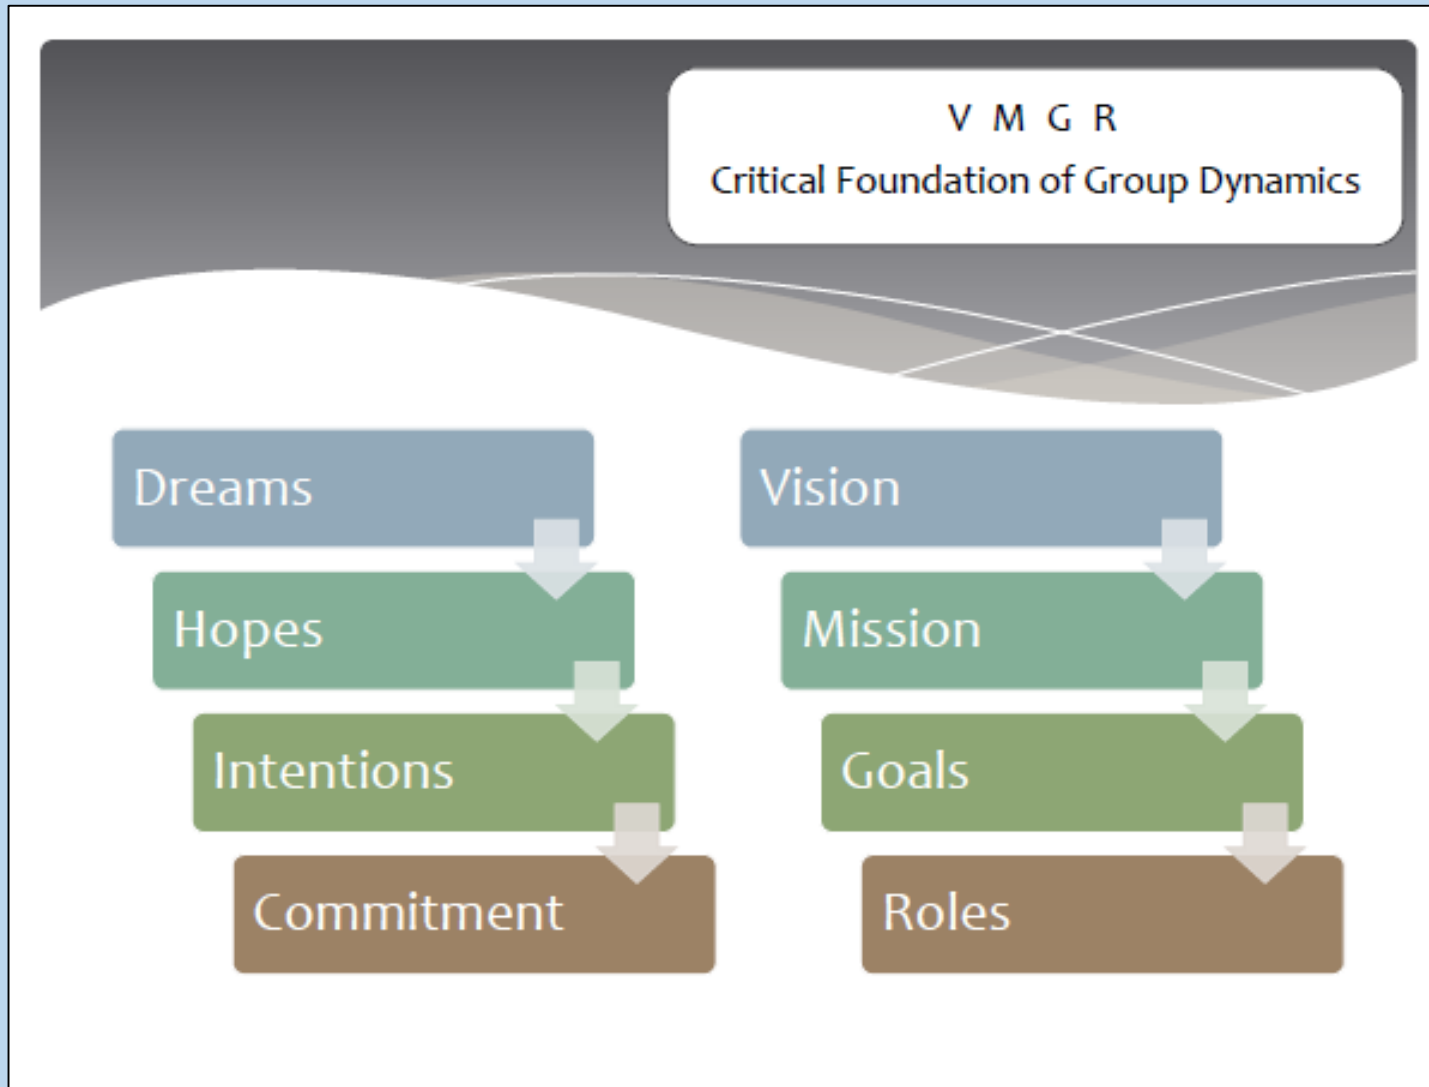 V M G R
Critical Foundation of Group Dynamics
Dreams
Hopes
Intentions
Commitment
Vision
Mission
Goals
Roles